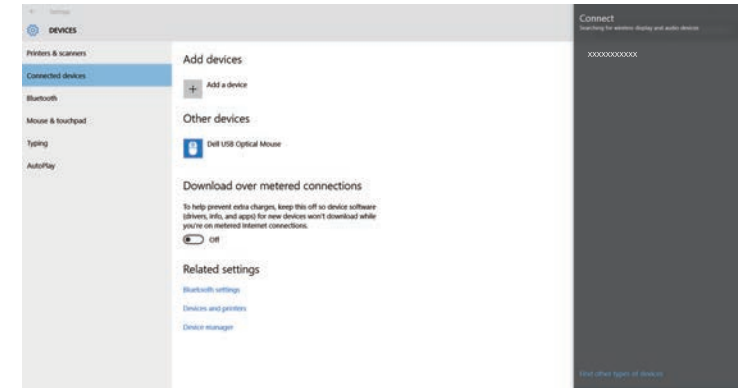 Settings
DEVICES
Printers & scanners
Connected devices
Bluetooth
Mouse & touchpad
Typing
AutoPlay
Add devices
Add a device
Other devices
Dell USB Optical Mouse
Download over metered connections
To help prevent extra charges, keep this off so device software
(drivers, info, and apps) for new devices won't download while
you're on metered Internet connections.
Off
Related settings
Bluetooth settings
Devices and printers
Device manager
Connect
Searching for wireless display and audio devices
xxxxxxxxxxx
Find other types of devices